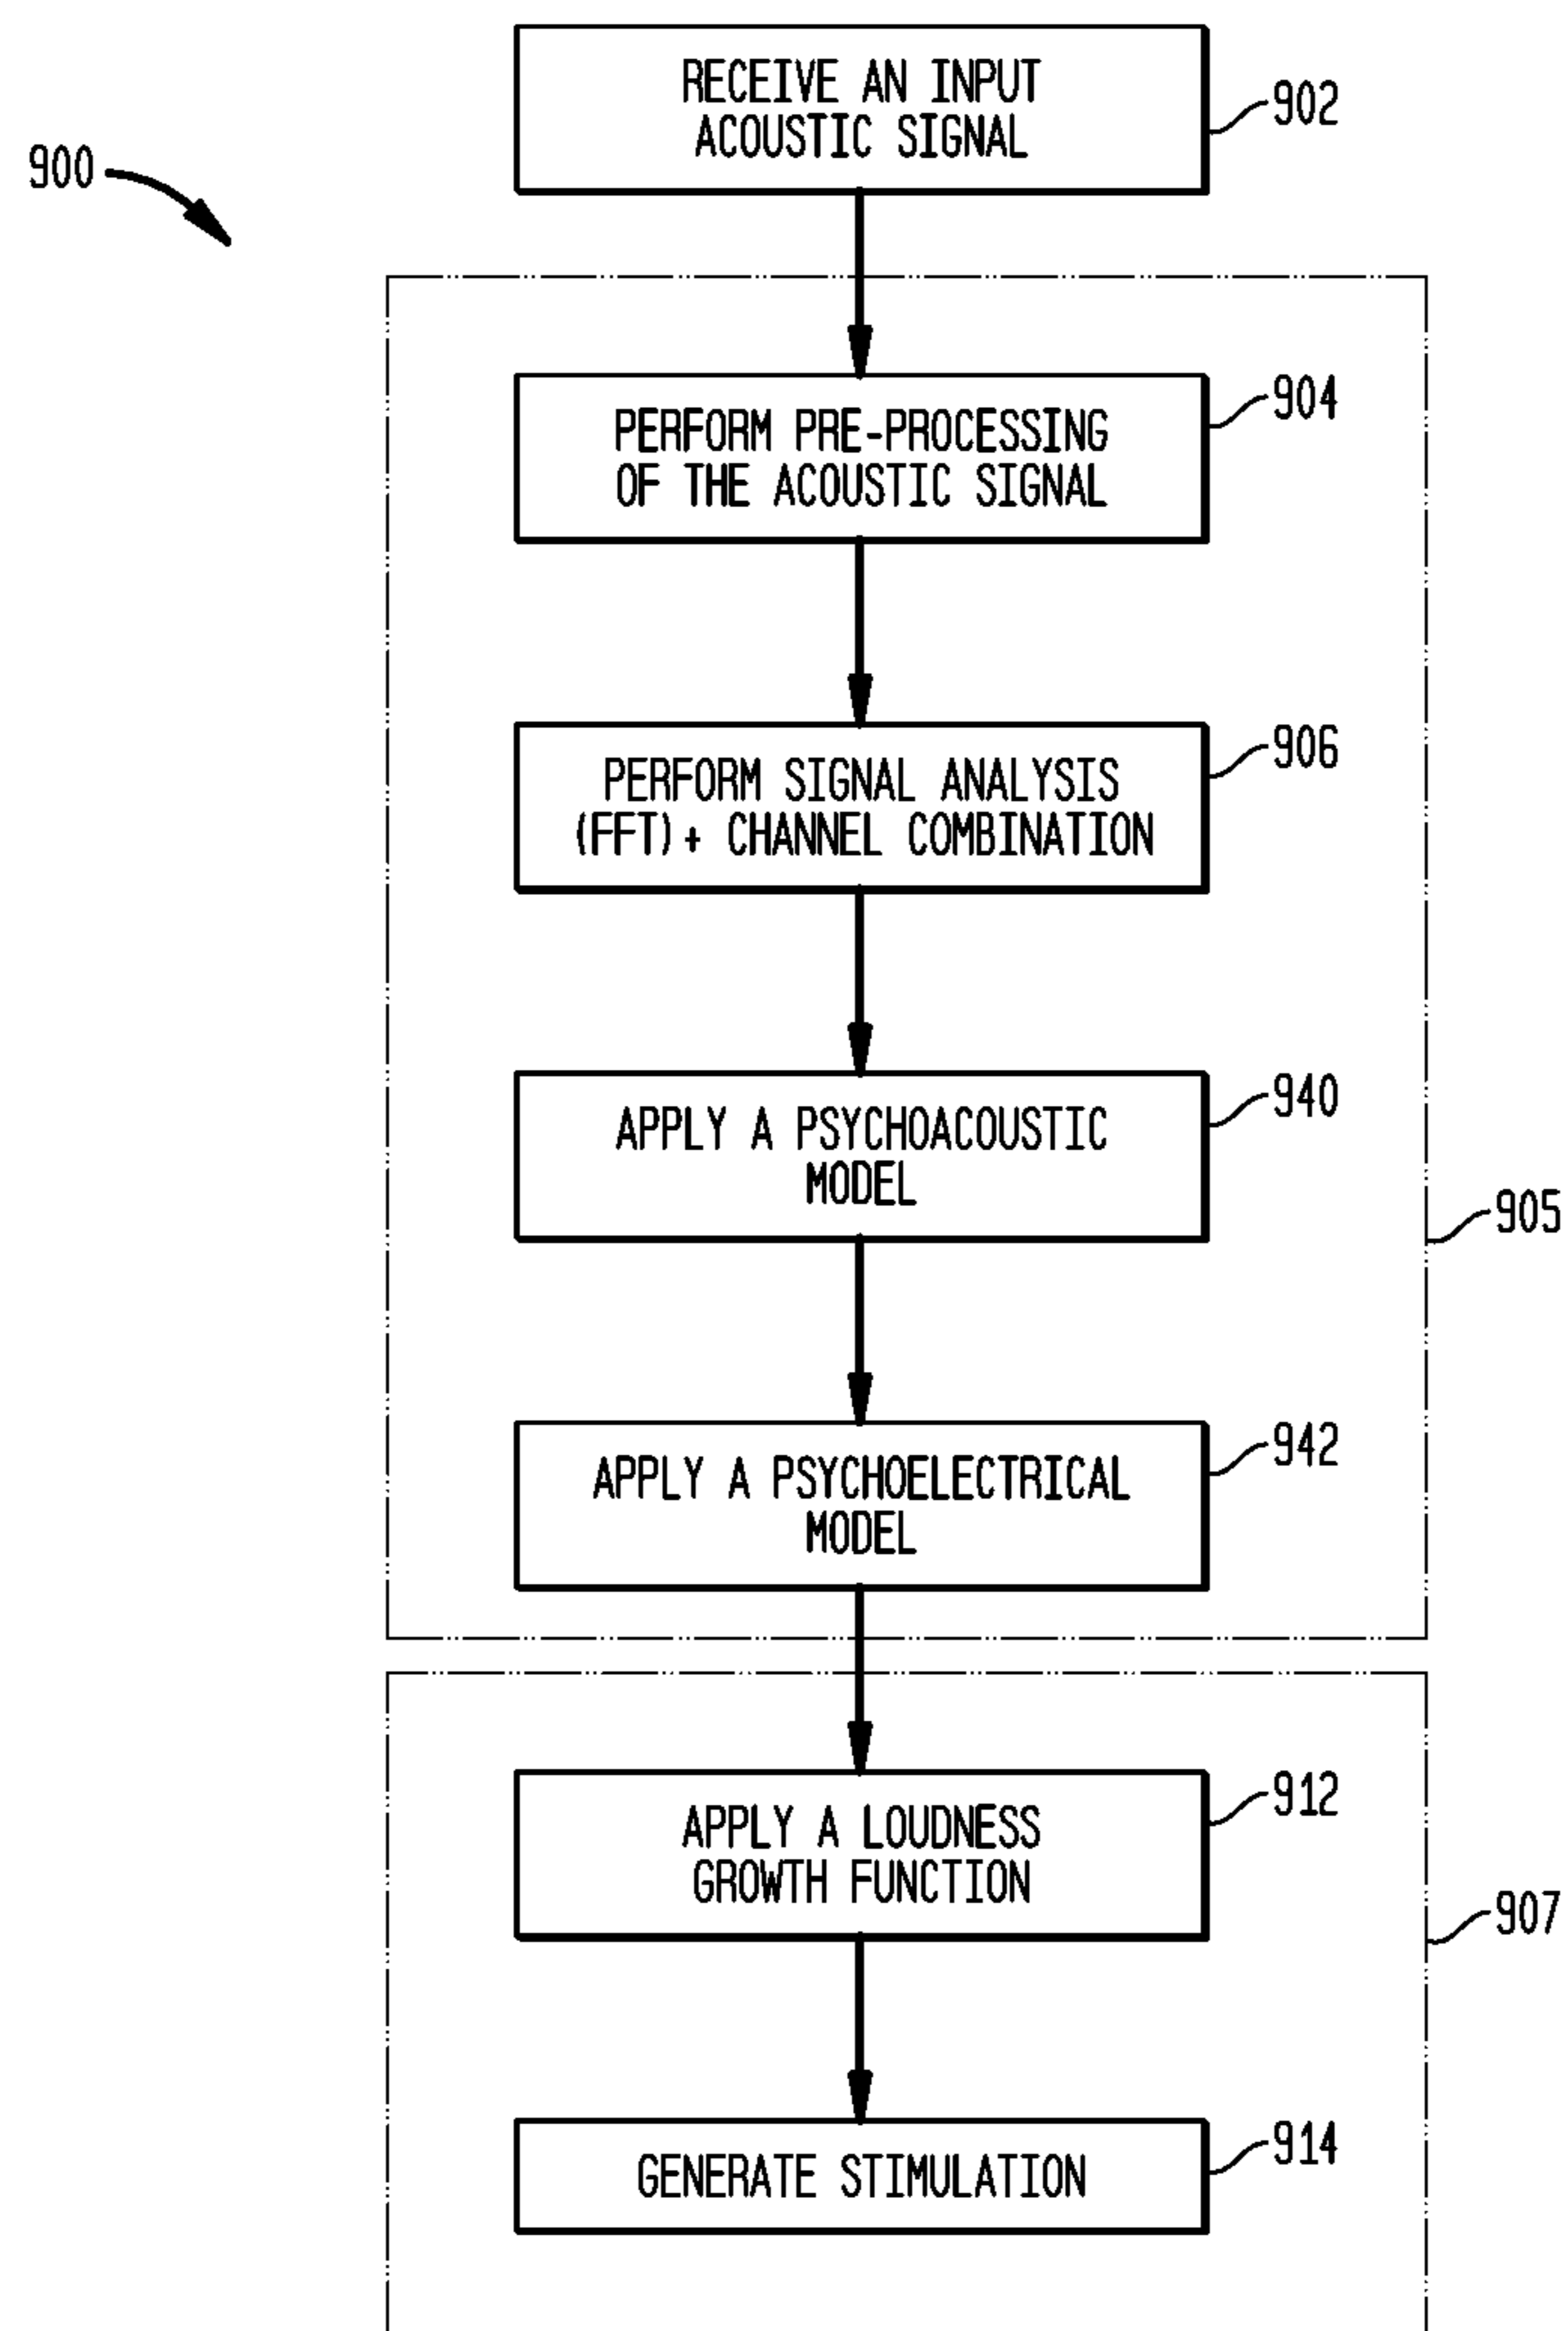 RECEIVE AN INPUT
ACOUSTIC SIGNAL
902
900
PERFORM PRE-PROCESSING
OF THE ACOUSTIC SIGNAL
904
PERFORM SIGNAL ANALYSIS
(FFT)+ CHANNEL COMBINATION
906
APPLY A PSYCHOACOUSTIC
MODEL
940
905
APPLY A PSYCHOELECTRICAL
MODEL
942
APPLY A LOUDNESS
GROWTH FUNCTION
912
907
GENERATE STIMULATION
914